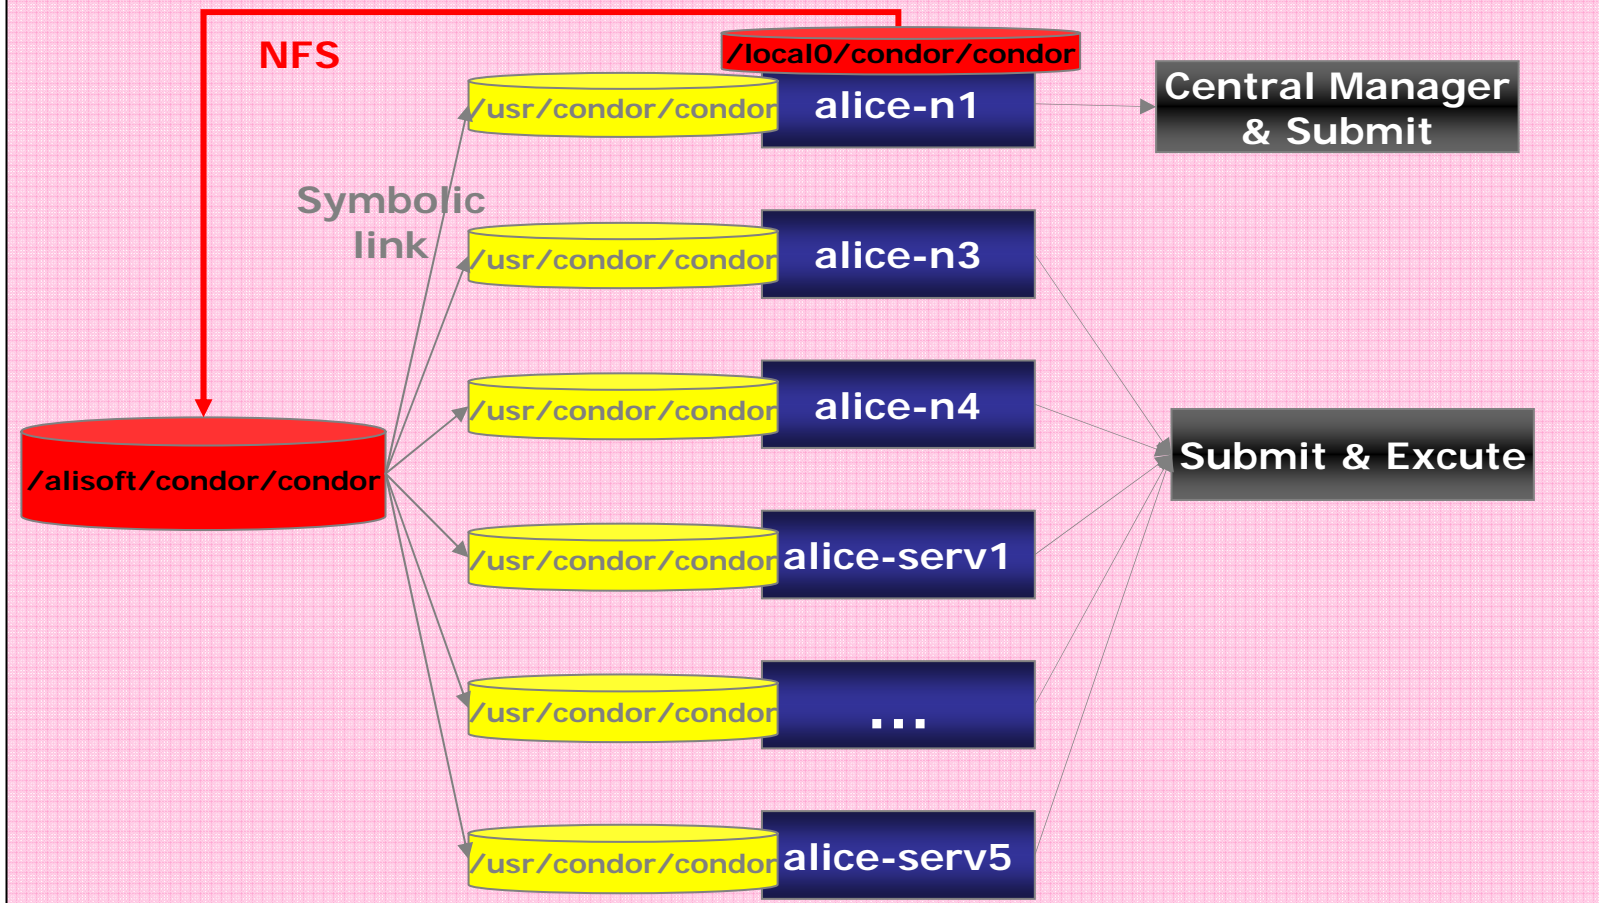 NFS
/local0/condor/condor
/usr/condor/condor
alice-n1
Central Manager
& Submit
Symbolic
link
/usr/condor/condor
alice-n3
/usr/condor/condor
alice-n4
/alisoft/condor/condor
Submit & Excute
/usr/condor/condor
alice-serv1
/usr/condor/condor
...
/usr/condor/condor
alice-serv5